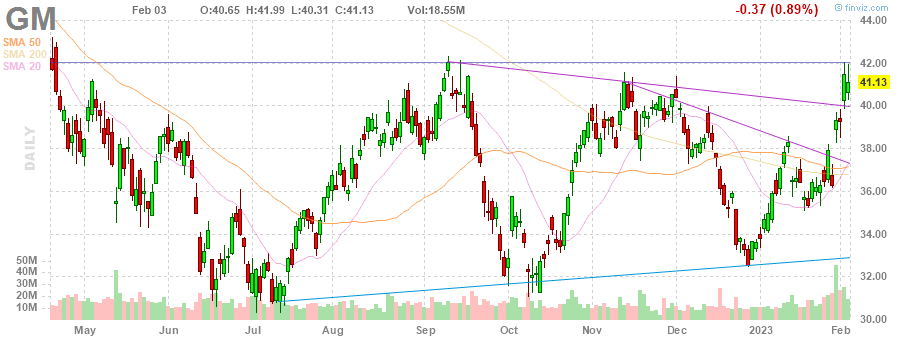 GM Feb 03 O:40.65 H:41.99 L:40.31 C:41.13 Vol:18.55M -0.37 (0.89%) © finviz.com
44.00
SMA 50
SMA 200
SMA 20
42.00
41.13
40.00
DAILY
38.00
36.00
34.00
50M
40M
32.00
30M
20M
10M
30.00
May Jun Jul Aug Sep Oct Nov Dec 2023 Feb